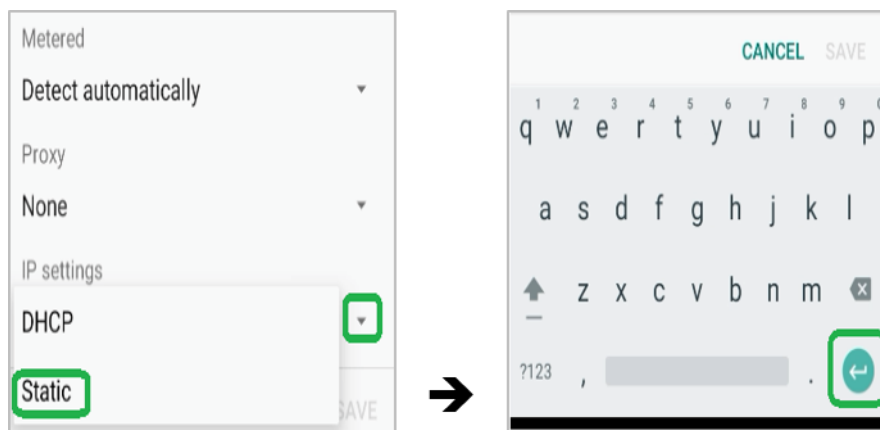 Metered
Detect automatically
Proxy
None
IP settings
DHCP
Static
SAVE
CANCEL SAVE
1 2 3 4 5 6 7 8 9
q w e r t y u i o p
a s d f g h j k l
z x c v b n m
?123 , .